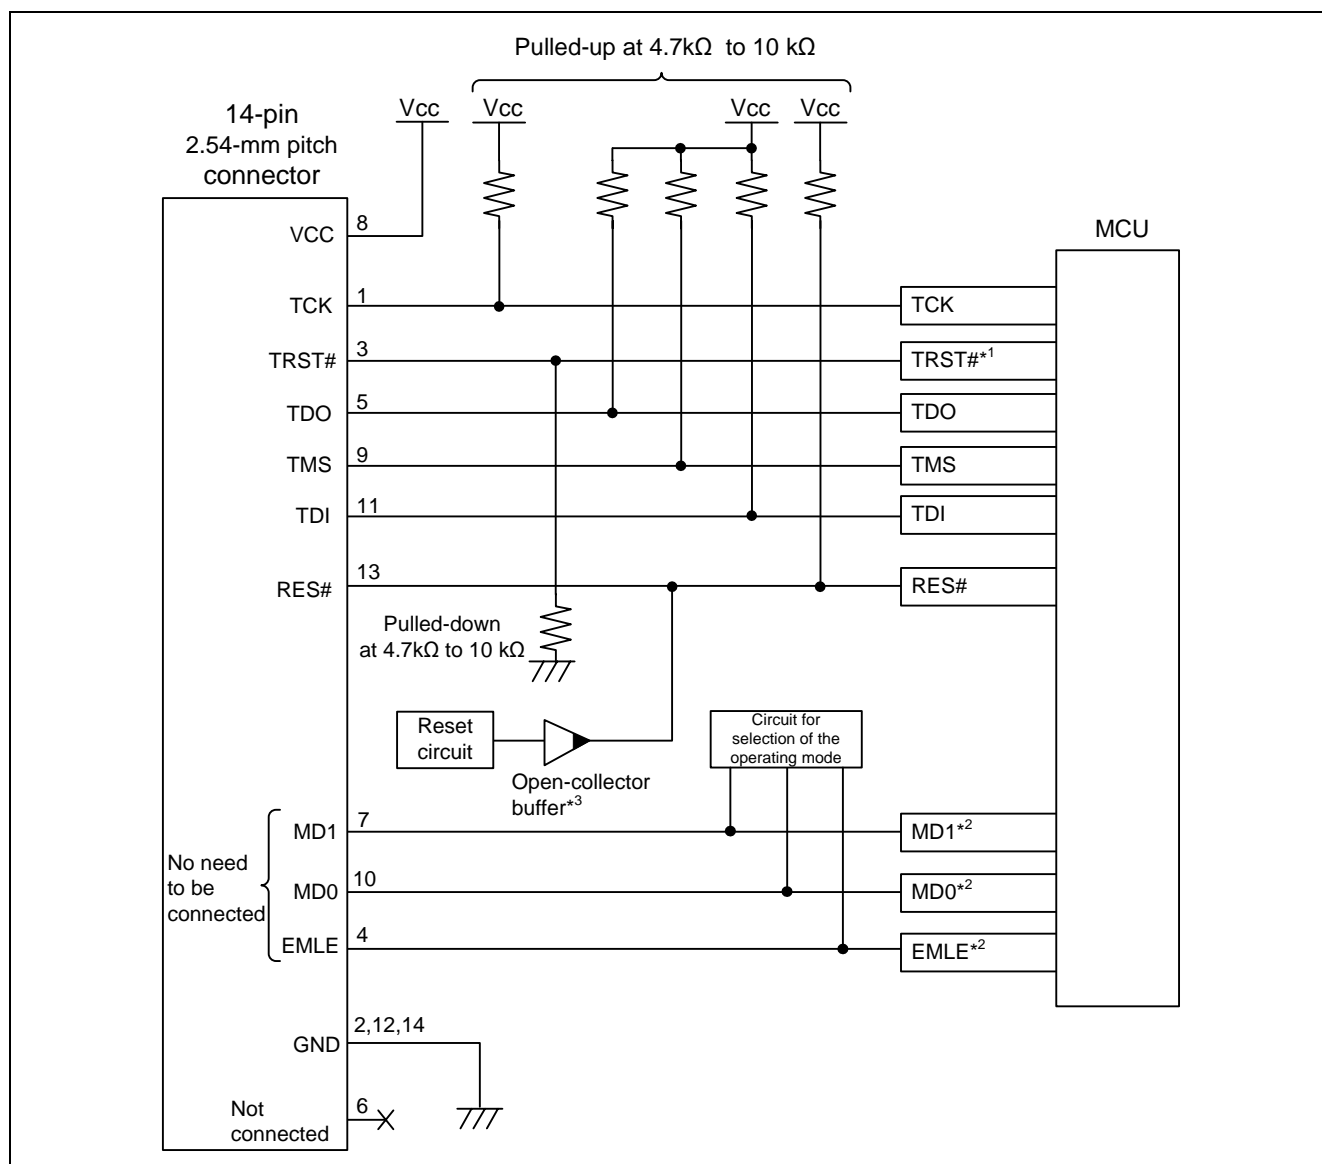 Pulled-up at 4.7kΩ to 10 kΩ
Vcc Vcc Vcc Vcc
14-pin
2.54-mm pitch
connector
MCU
VCC 8
TCK 1 TCK
TRST# 3 TRST#*1
TDO 5 TDO
TMS 9 TMS
TDI 11 TDI
RES# 13 RES#
Pulled-down
at 4.7kΩ to 10 kΩ
Reset
circuit
Open-collector
buffer*3
Circuit for
selection of the
operating mode
No need
to be
connected
MD1 7 MD1*2
MD0 10 MD0*2
EMLE 4 EMLE*2
GND 2,12,14
Not
connected
6